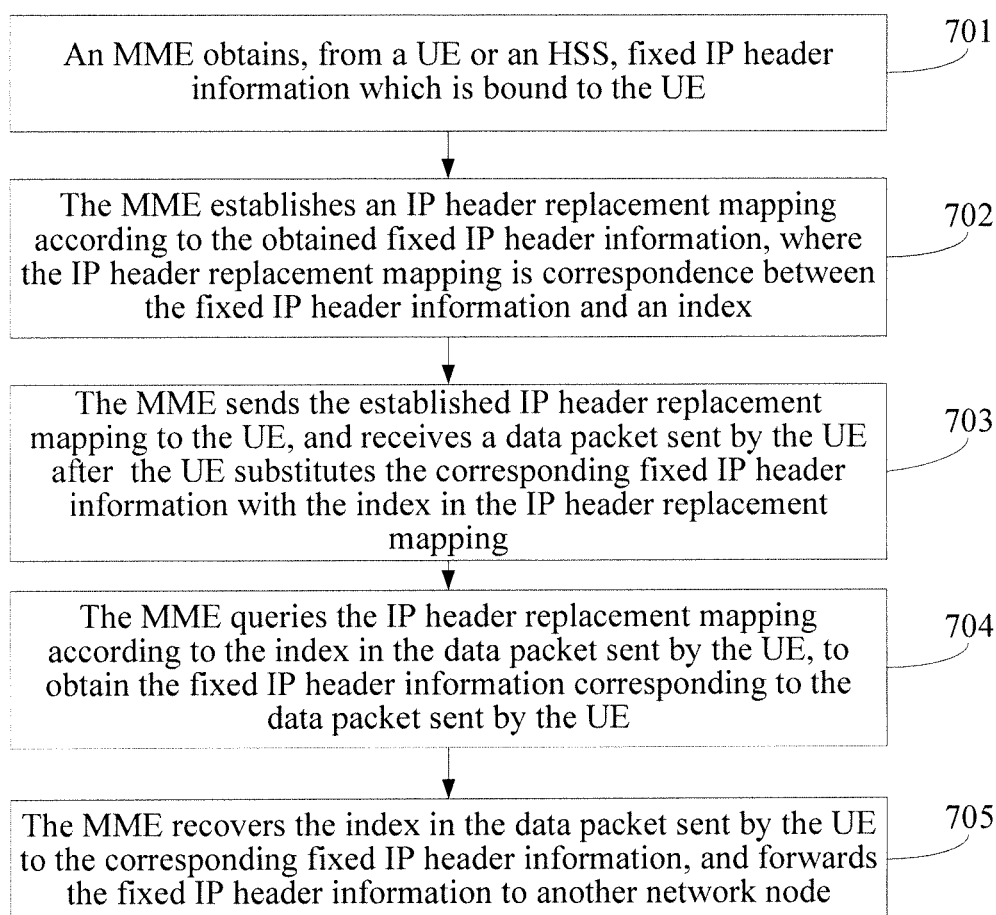 An MME obtains, from a UE or an HSS, fixed IP header
information which is bound to the UE
701
The MME establishes an IP header replacement mapping
according to the obtained fixed IP header information, where
the IP header replacement mapping is correspondence between
the fixed IP header information and an index
702
The MME sends the established IP header replacement
mapping to the UE, and receives a data packet sent by the UE
after the UE substitutes the corresponding fixed IP header
information with the index in the IP header replacement
mapping
703
The MME queries the IP header replacement mapping
according to the index in the data packet sent by the UE, to
obtain the fixed IP header information corresponding to the
data packet sent by the UE
704
The MME recovers the index in the data packet sent by the UE
to the corresponding fixed IP header information, and forwards
the fixed IP header information to another network node
705